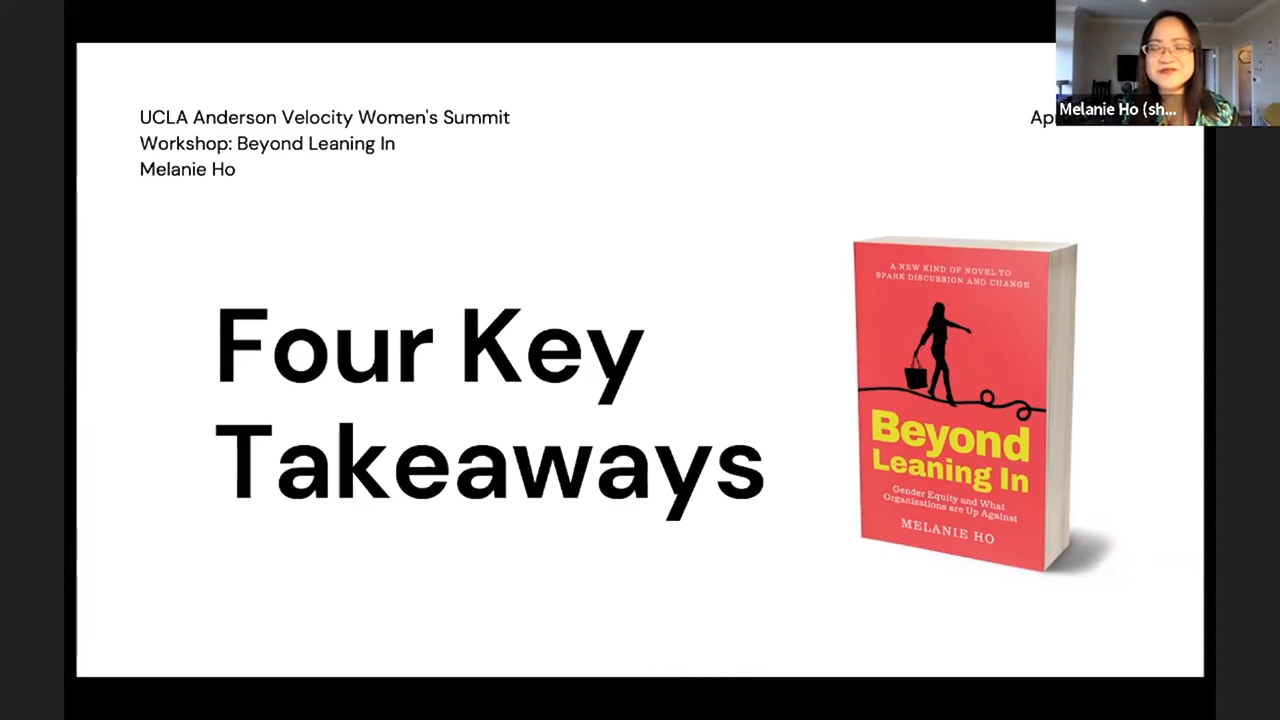 UCLA Anderson Velocity Women's Summit
Workshop: Beyond Leaning In
Melanie Ho
Melanie Ho (sh...
Four Key
Takeaways
A NEW KIND OF NOVEL TO
SPARK DISCUSSION AND CHANGE
Beyond
Leaning In
Gender Equity and What
Organizations are Up Against
MELANIE HO